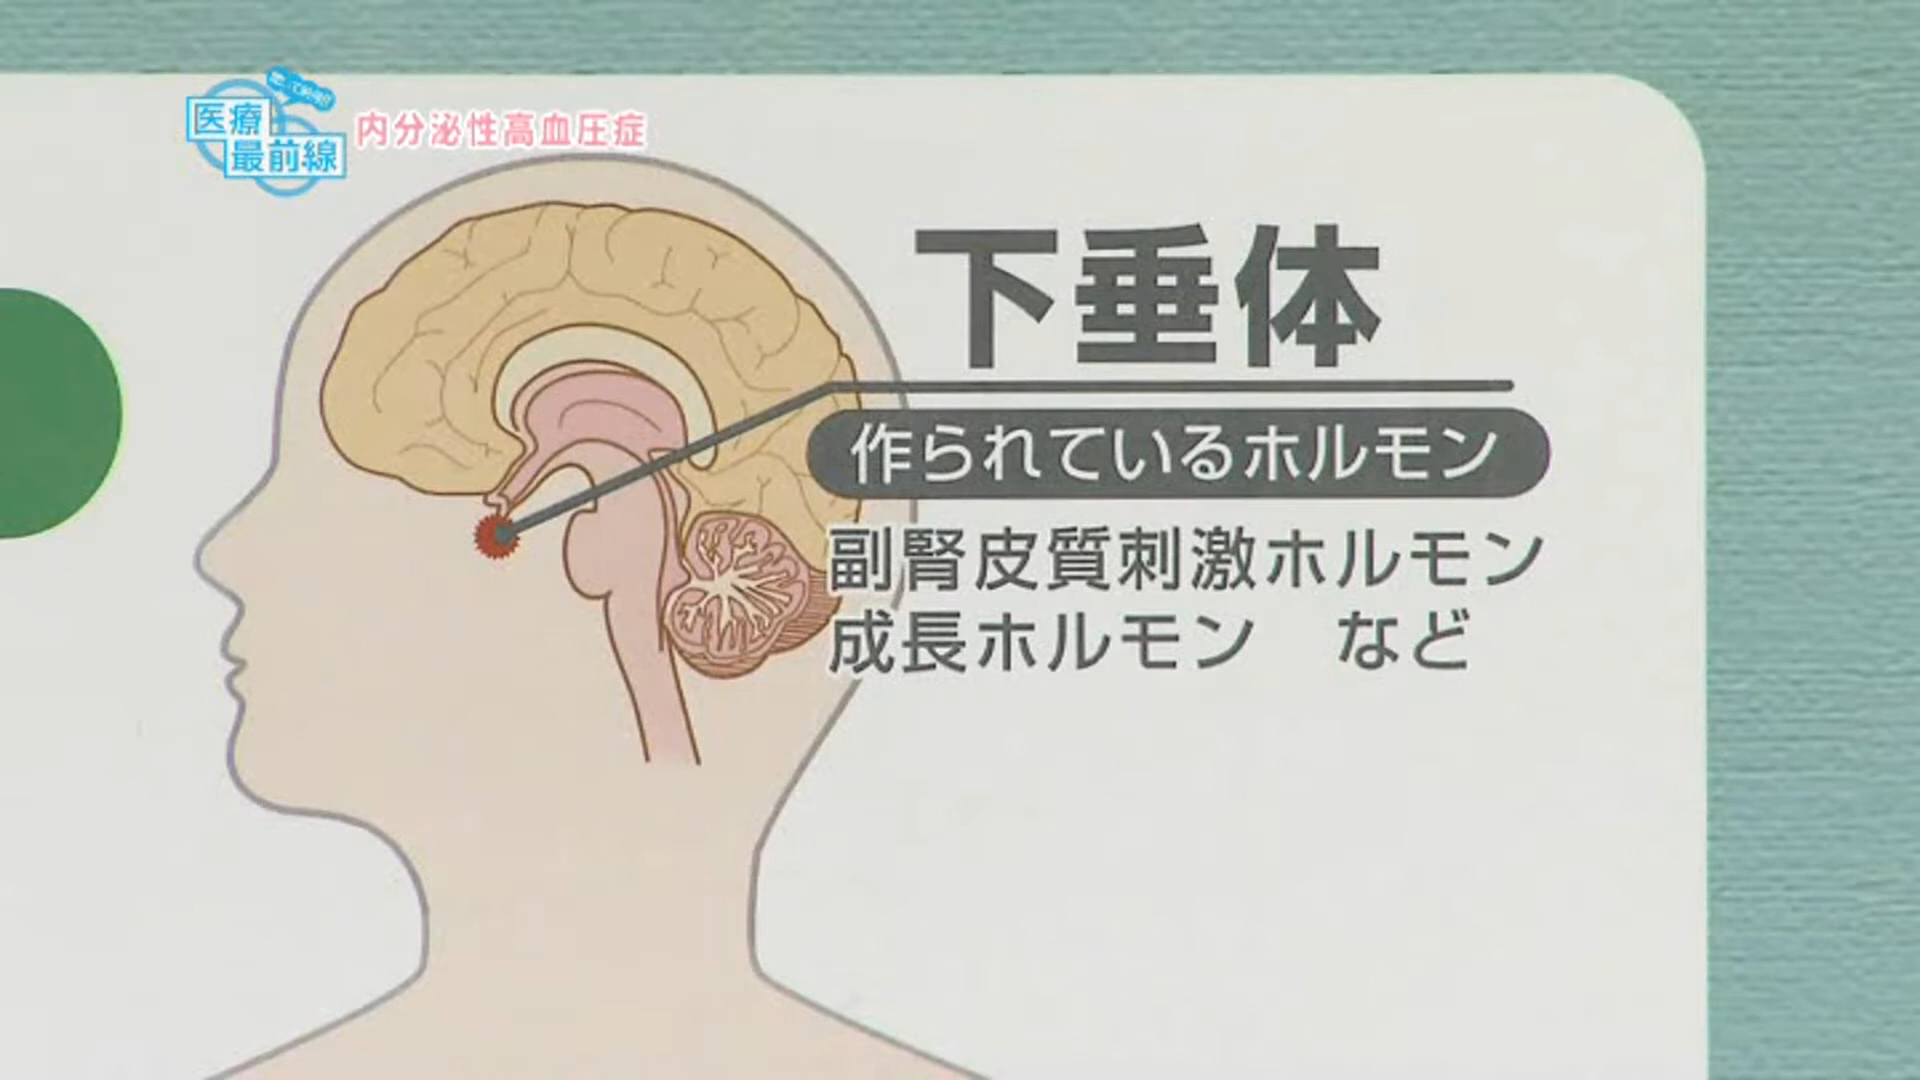 医療
最前線
内分泌性高血圧症
下垂体
作られているホルモン
副腎皮質刺激ホルモン
成長ホルモン　など